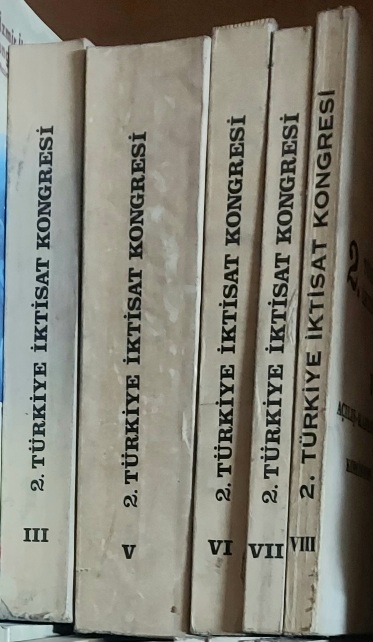 2. TÜRKİYE İKTİSAT KONGRESİ
III
2. TÜRKİYE İKTİSAT KONGRESİ
V
2. TÜRKİYE İKTİSAT KONGRESİ
VI
2. TÜRKİYE İKTİSAT KONGRESİ
VII
2. TÜRKİYE İKTİSAT KONGRESİ
VIII
2.